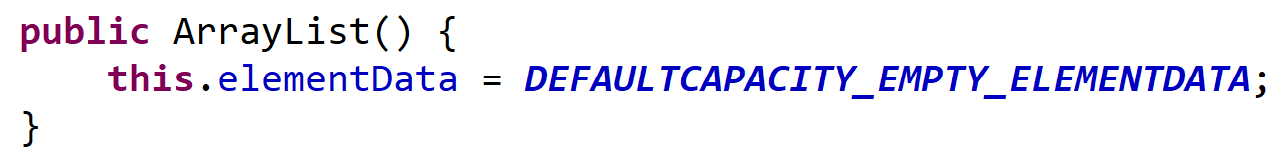 public ArrayList() {
    this.elementData = DEFAULTCAPACITY_EMPTY_ELEMENTDATA;
}